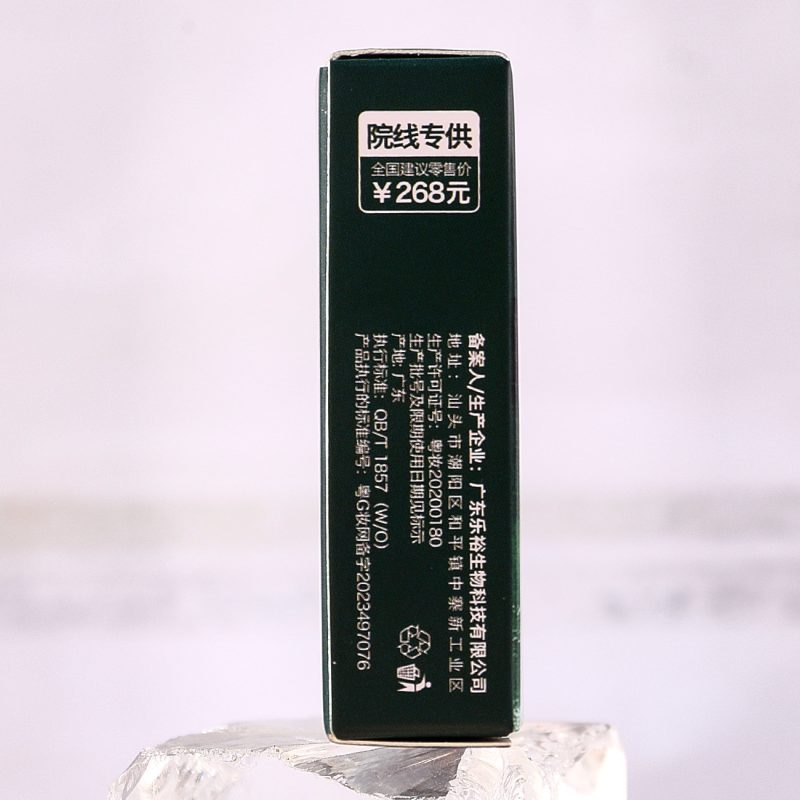 院线专供
全国建议零售价
￥268元
备案人/生产企业：广东乐裕生物科技有限公司
地址：汕头市潮阳区和平镇中寨新工业区
生产许可证号：粤妆20200180
生产批号及限期使用日期见标示
产地：广东
执行标准：QB/T 1857（W/O）
产品执行的标准编号：粤G妆网备字2023497076